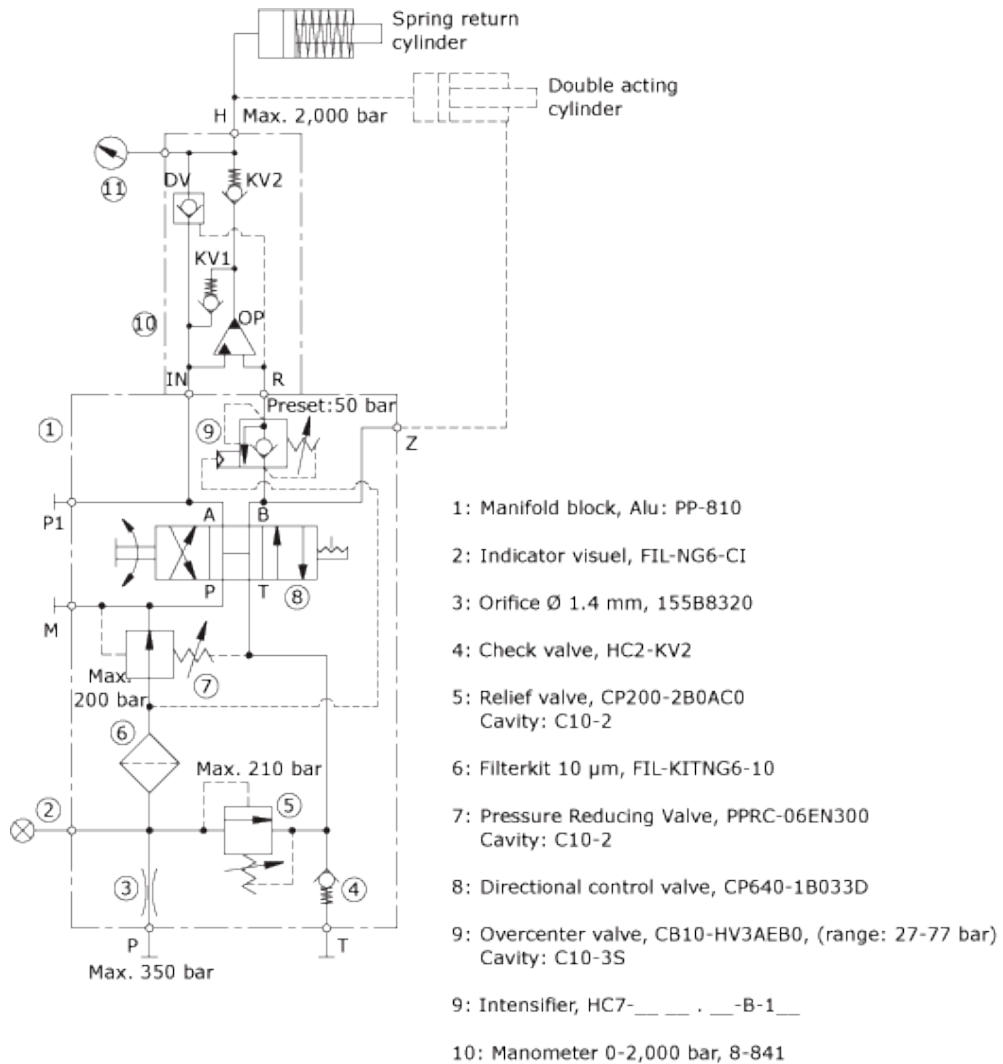 Spring return
cylinder
Double acting
cylinder
H Max. 2,000 bar
11
DV KV2
KV1
10
OP
IN R
Preset:50 bar
1
9
Z
P1
A B
P T
8
M
Max.
200 bar
7
6
Max. 210 bar
2
5
3
4
P T
Max. 350 bar
1: Manifold block, Alu: PP-810
2: Indicator visuel, FIL-NG6-CI
3: Orifice Ø 1.4 mm, 155B8320
4: Check valve, HC2-KV2
5: Relief valve, CP200-2B0AC0
Cavity: C10-2
6: Filterkit 10 µm, FIL-KITNG6-10
7: Pressure Reducing Valve, PPRC-06EN300
Cavity: C10-2
8: Directional control valve, CP640-1B033D
9: Overcenter valve, CB10-HV3AEB0, (range: 27-77 bar)
Cavity: C10-3S
9: Intensifier, HC7-__ __ . __-B-1__
10: Manometer 0-2,000 bar, 8-841